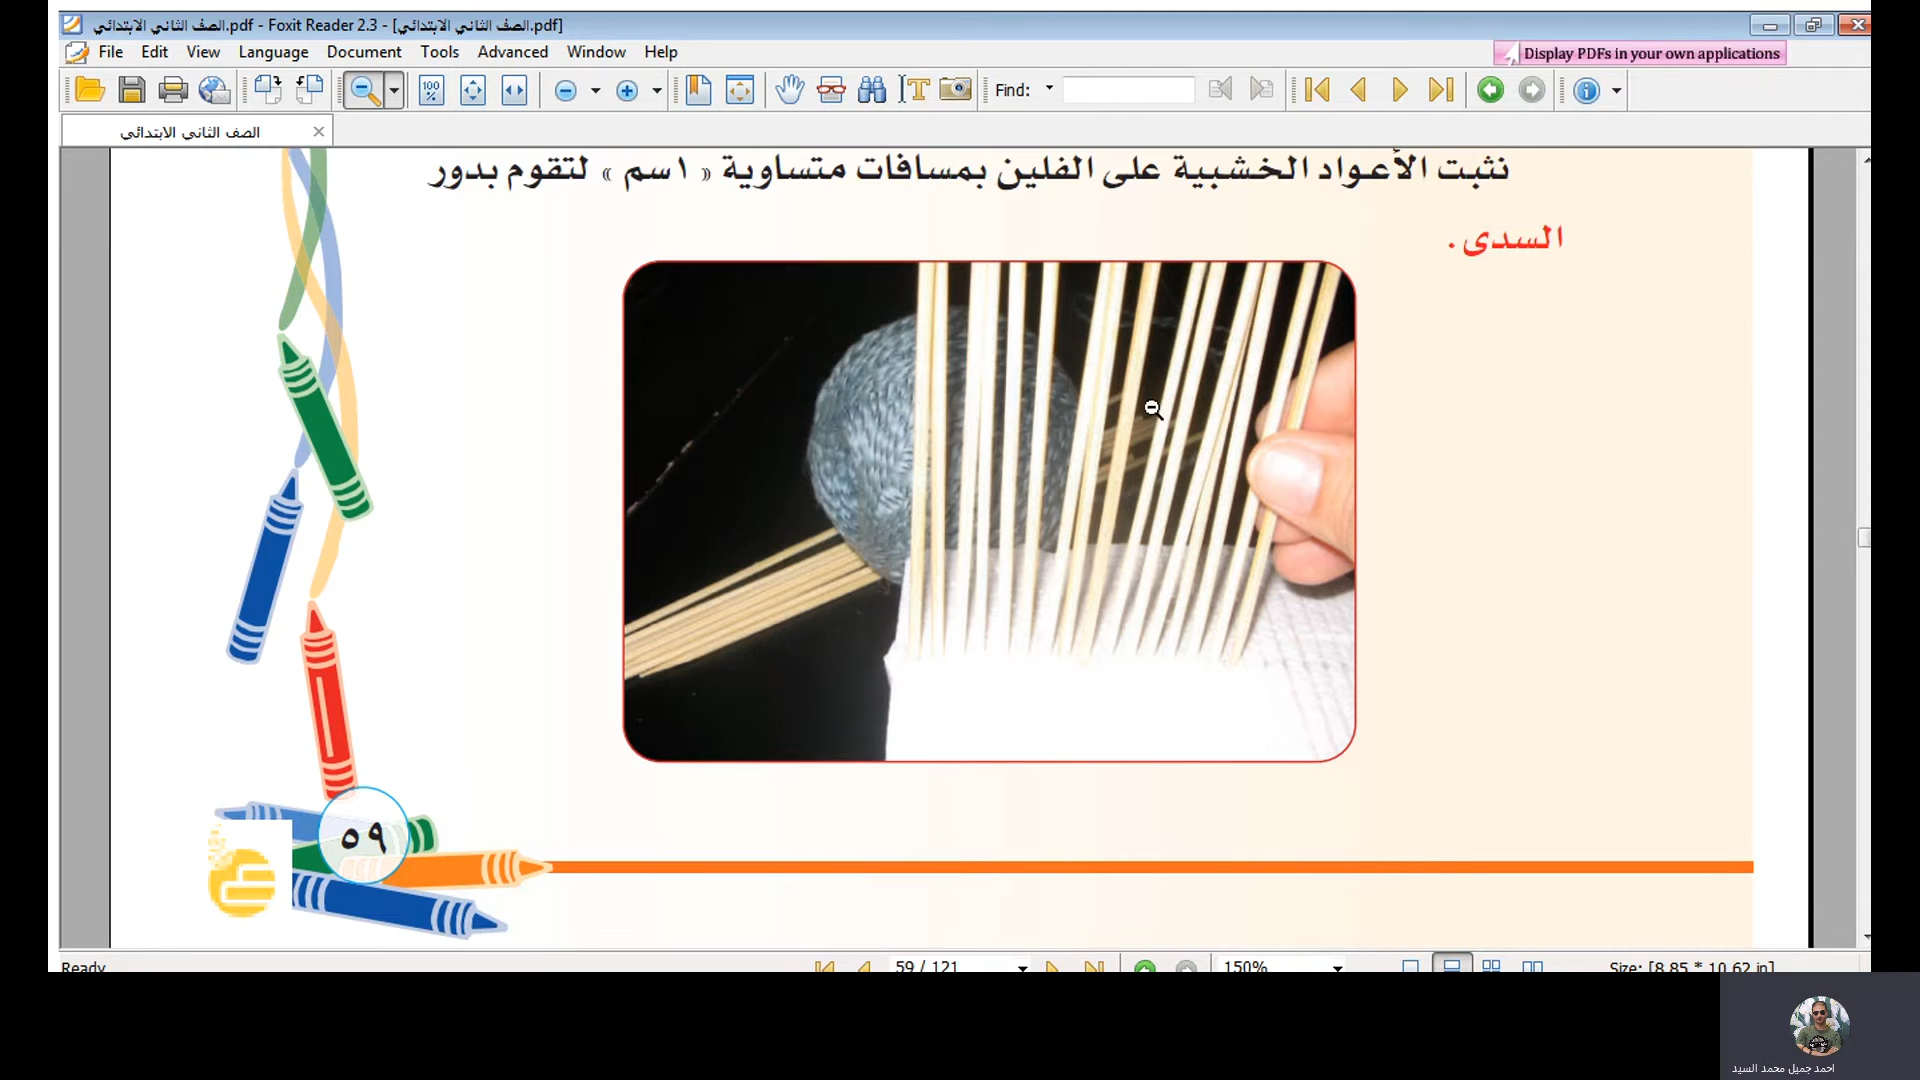 الصف الثاني الابتدائي.pdf - Foxit Reader 2.3 - [الصف الثاني الابتدائي.pdf]
File Edit View Language Document Tools Advanced Window Help
Display PDFs in your own applications
Find:
الصف الثاني الابتدائي
نثبت الأعواد الخشبية على الفلين بمسافات متساوية « ١سم » لتقوم بدور
السدى .
٥٩
Ready
59 / 121
150%
Size: [8.85 * 10.62 in]
احمد جميل محمد السيد